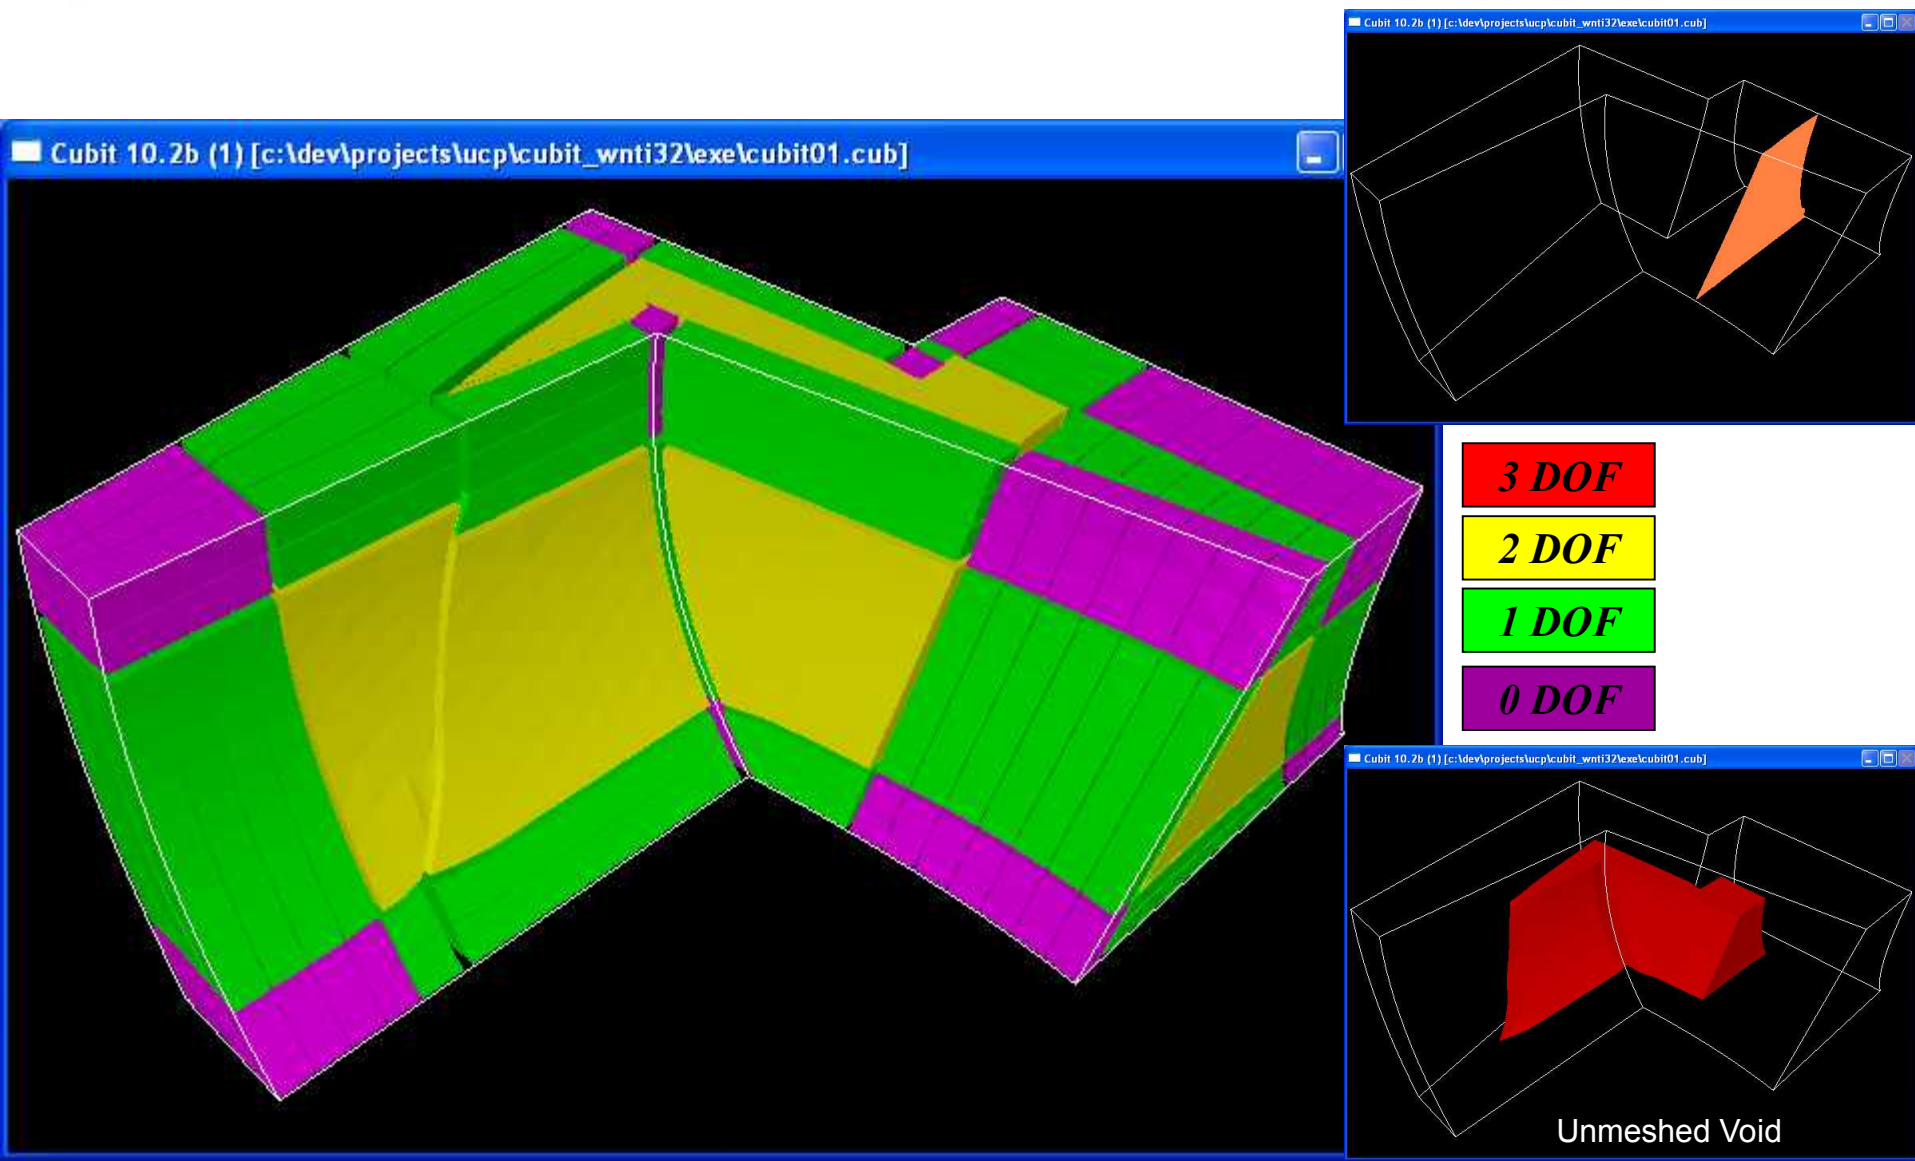 Cubit 10.2b (1) [c:\dev\projects\ucp\cubit_wnti32\exe\cubit01.cub]
Cubit 10.2b (1) [c:\dev\projects\ucp\cubit_wnti32\exe\cubit01.cub]
3 DOF
2 DOF
1 DOF
0 DOF
Cubit 10.2b (1) [c:\dev\projects\ucp\cubit_wnti32\exe\cubit01.cub]
Unmeshed Void